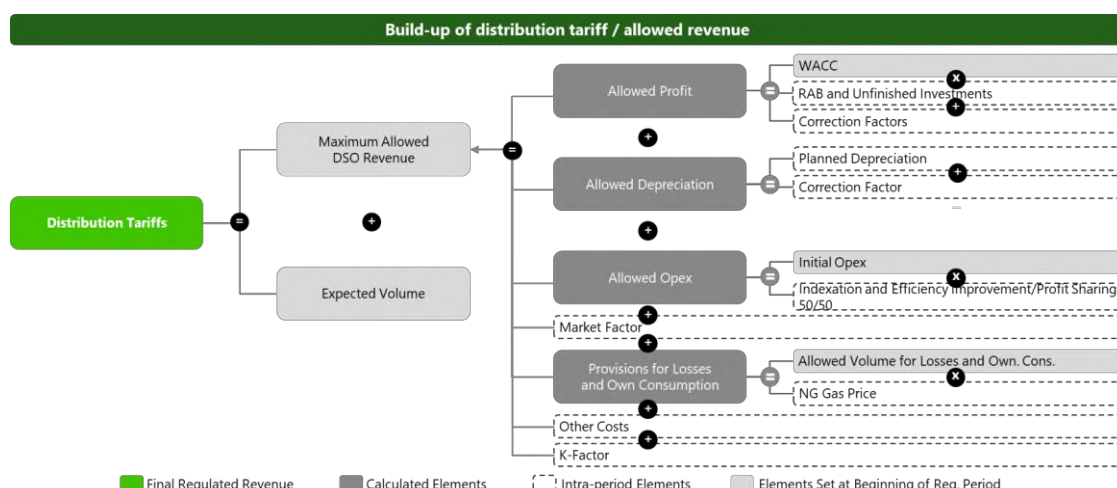 Build-up of distribution tariff / allowed revenue
WACC
x
Allowed Profit
=
RAB and Unfinished Investments
+
Correction Factors
Maximum Allowed
DSO Revenue
=
+
Planned Depreciation
+
Allowed Depreciation
=
Correction Factor
Distribution Tariffs
=
+
+
Initial Opex
x
Allowed Opex
=
Indexation and Efficiency Improvement/Profit Sharing
50/50
Expected Volume
+
Market Factor
+
Allowed Volume for Losses and Own. Cons.
x
Provisions for Losses
and Own Consumption
=
NG Gas Price
+
Other Costs
+
K-Factor
Final Regulated Revenue
Calculated Elements
Intra-period Elements
Elements Set at Beginning of Reg. Period